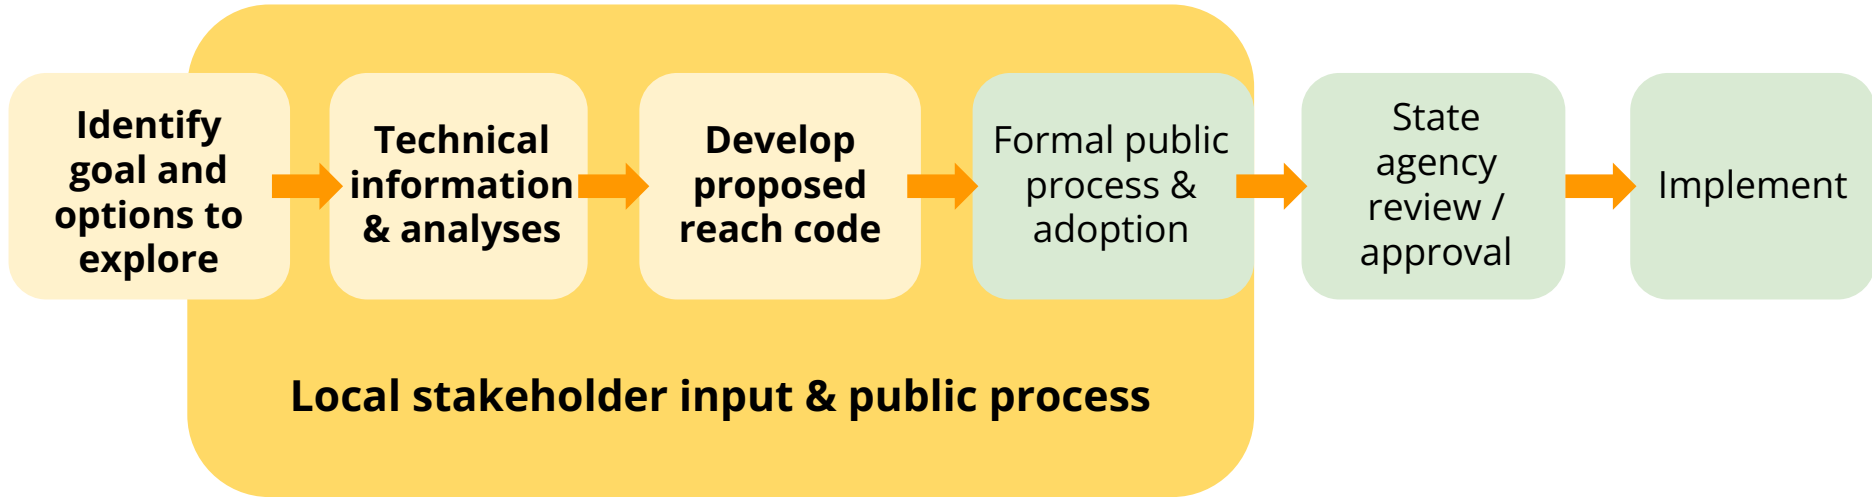 Identify
goal and
options to
explore
Technical
information
& analyses
Develop
proposed
reach code
Formal public
process &
adoption
State
agency
review /
approval
Implement
Local stakeholder input & public process